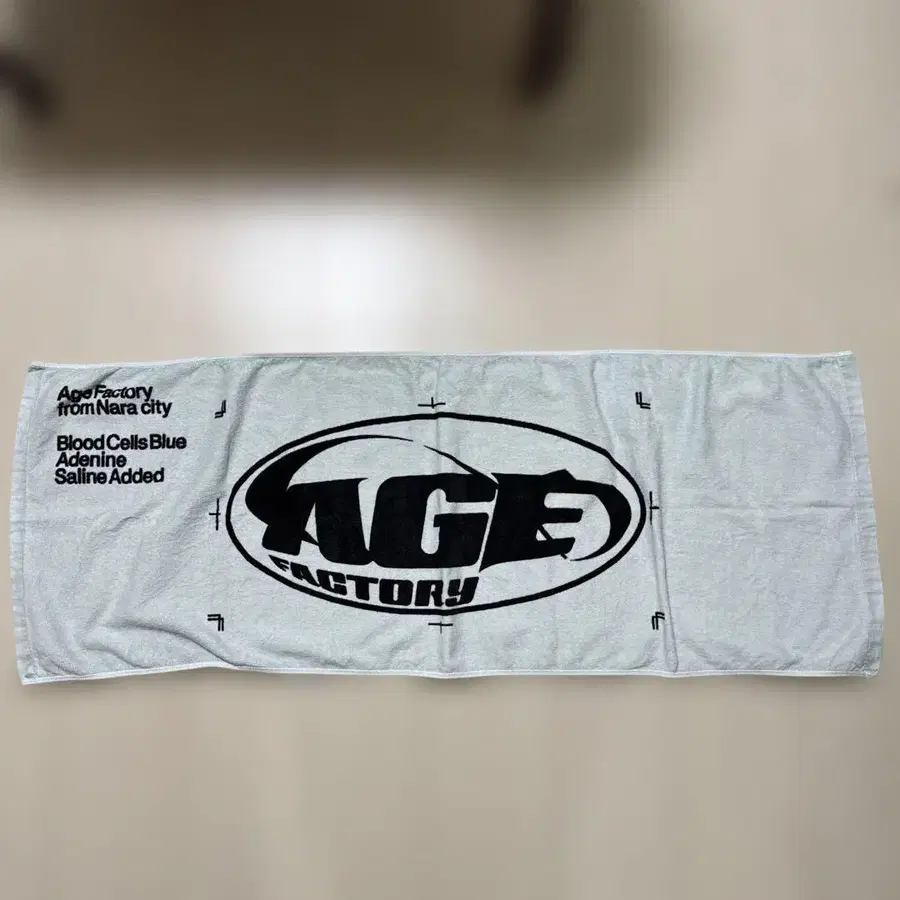 Age Factory
from Nara city
Blood Cells Blue
Adenine
Saline Added
AGE
FACTORY